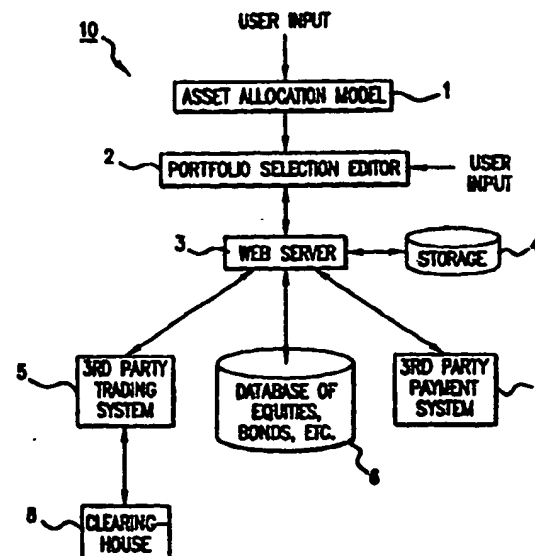 USER INPUT
10
ASSET ALLOCATION MODEL
1
2
PORTFOLIO SELECTION EDITOR
USER
INPUT
3
WEB SERVER
STORAGE
4
5
3RD PARTY
TRADING
SYSTEM
DATABASE OF
EQUITIES,
BONDS, ETC.
3RD PARTY
PAYMENT
SYSTEM
6
8
CLEARING
HOUSE